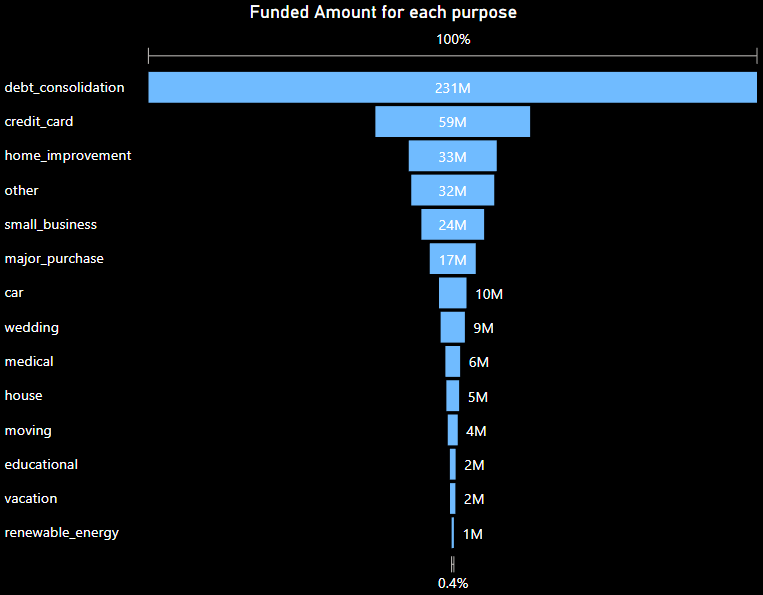 Funded Amount for each purpose
100%
debt_consolidation 231M
credit_card 59M
home_improvement 33M
other 32M
small_business 24M
major_purchase 17M
car 10M
wedding 9M
medical 6M
house 5M
moving 4M
educational 2M
vacation 2M
renewable_energy 1M
0.4%